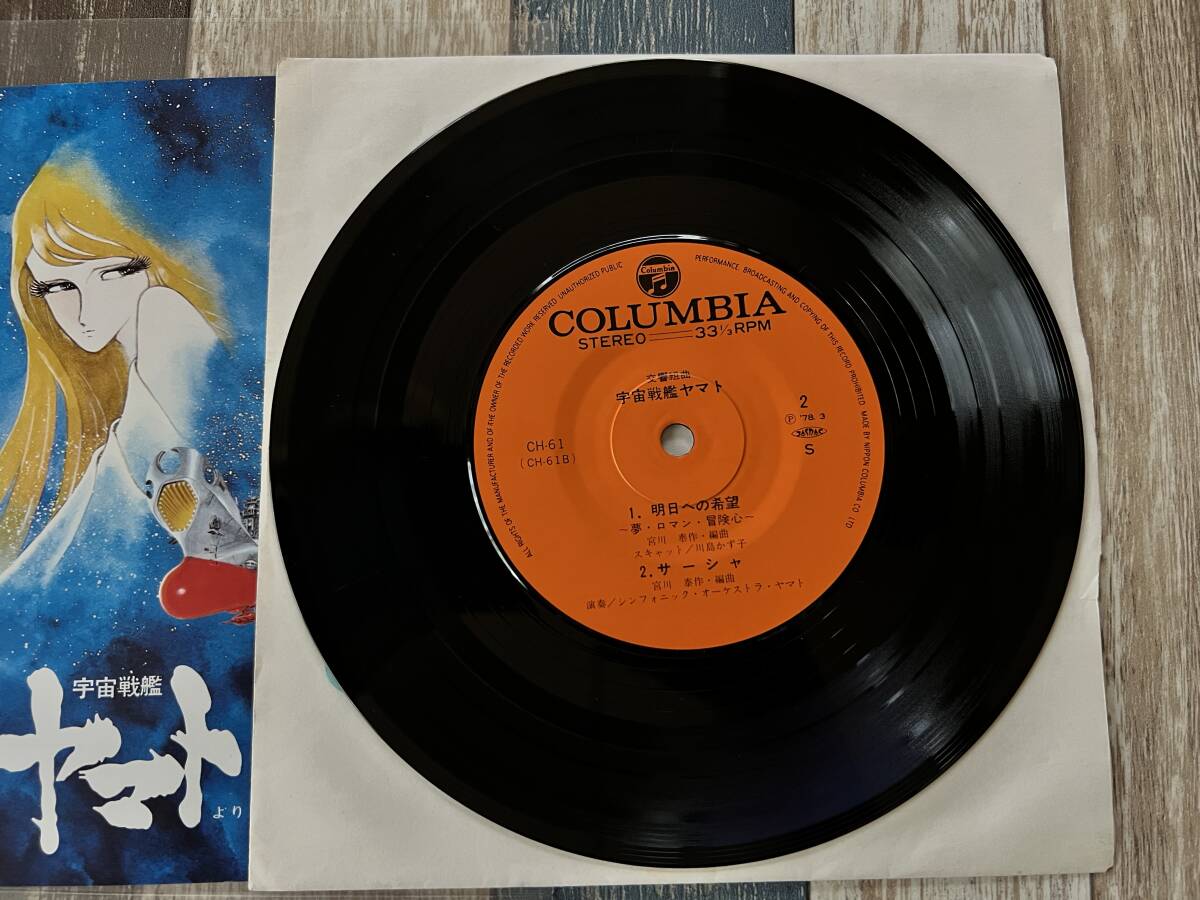 宇宙戦艦
ヤマト
より
ALL RIGHTS OF THE MANUFACTURER AND OF THE OWNER OF THE RECORDED WORK RESERVED. UNAUTHORIZED PUBLIC PERFORMANCE. BROADCASTING AND COPYING OF THIS RECORD PROHIBITED MADE BY NIPPON COLUMBIA CO. LTD
Columbia
COLUMBIA
STEREO 33 1/3 RPM
交響組曲
宇宙戦艦ヤマト
2
Ⓟ '78. 3
JASRAC
S
CH-61
(CH-61B)
1. 明日への希望
〜夢・ロマン・冒険心〜
宮川 泰作・編曲
スキャット/川島かず子
2. サーシャ
宮川 泰作・編曲
演奏/シンフォニック・オーケストラ・ヤマト